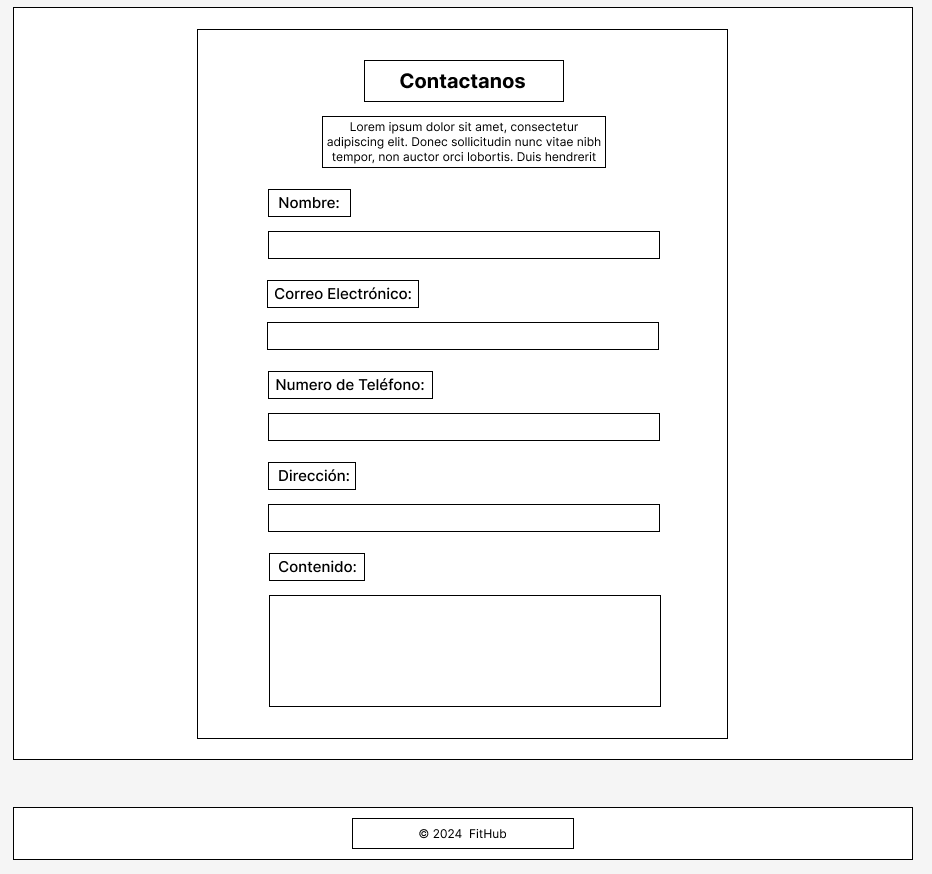 Contactanos
Lorem ipsum dolor sit amet, consectetur
adipiscing elit. Donec sollicitudin nunc vitae nibh
tempor, non auctor orci lobortis. Duis hendrerit
Nombre:
Correo Electrónico:
Numero de Teléfono:
Dirección:
Contenido:
© 2024 FitHub